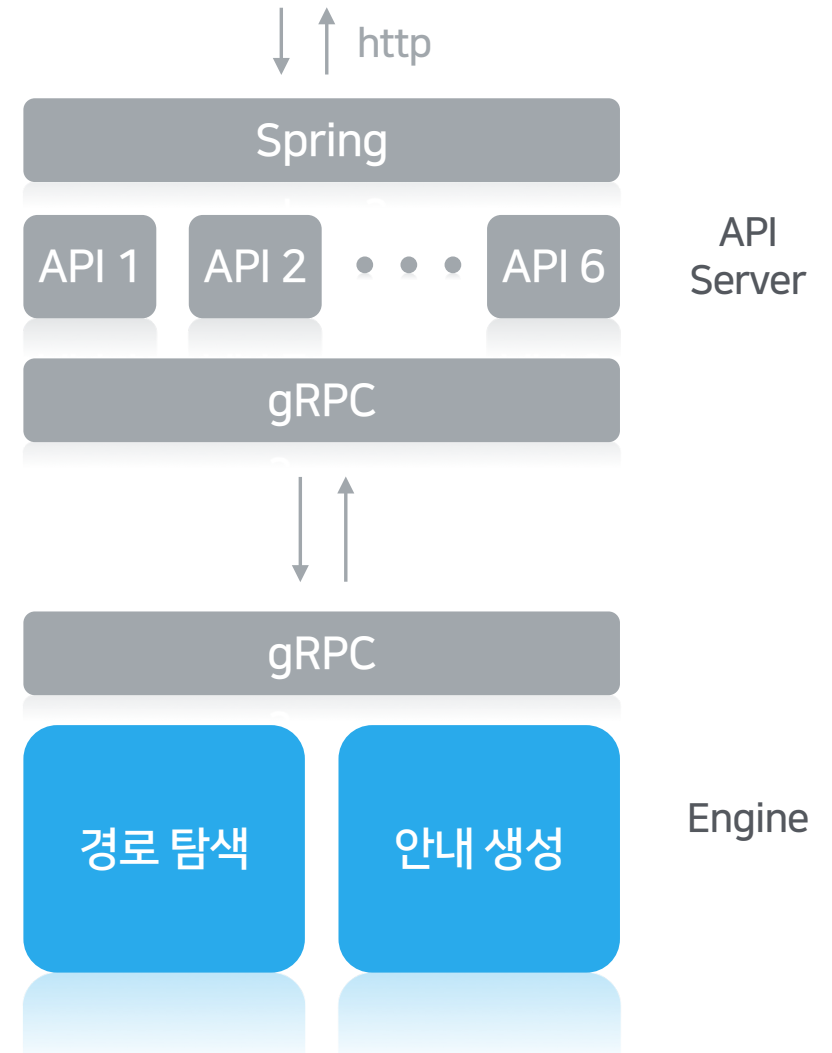 http
Spring
API 1
API 2
API 6
API
Server
gRPC
gRPC
경로 탐색
안내 생성
Engine